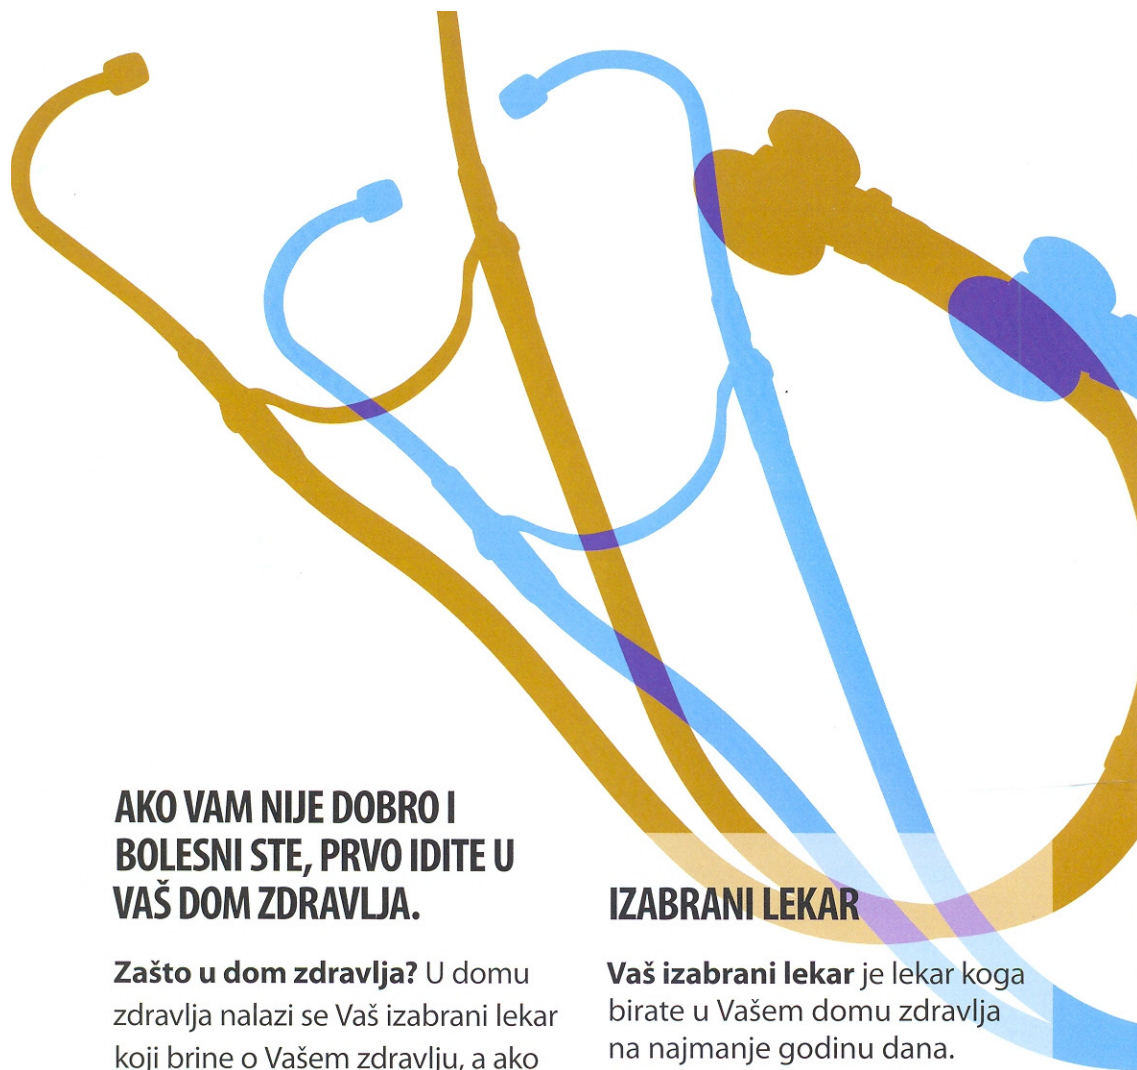 AKO VAM NIJE DOBRO I
BOLESNI STE, PRVO IDITE U
VAŠ DOM ZDRAVLJA.
Zašto u dom zdravlja? U domu
zdravlja nalazi se Vaš izabrani lekar
koji brine o Vašem zdravlju, a ako
IZABRANI LEKAR
Vaš izabrani lekar je lekar koga
birate u Vašem domu zdravlja
na najmanje godinu dana.